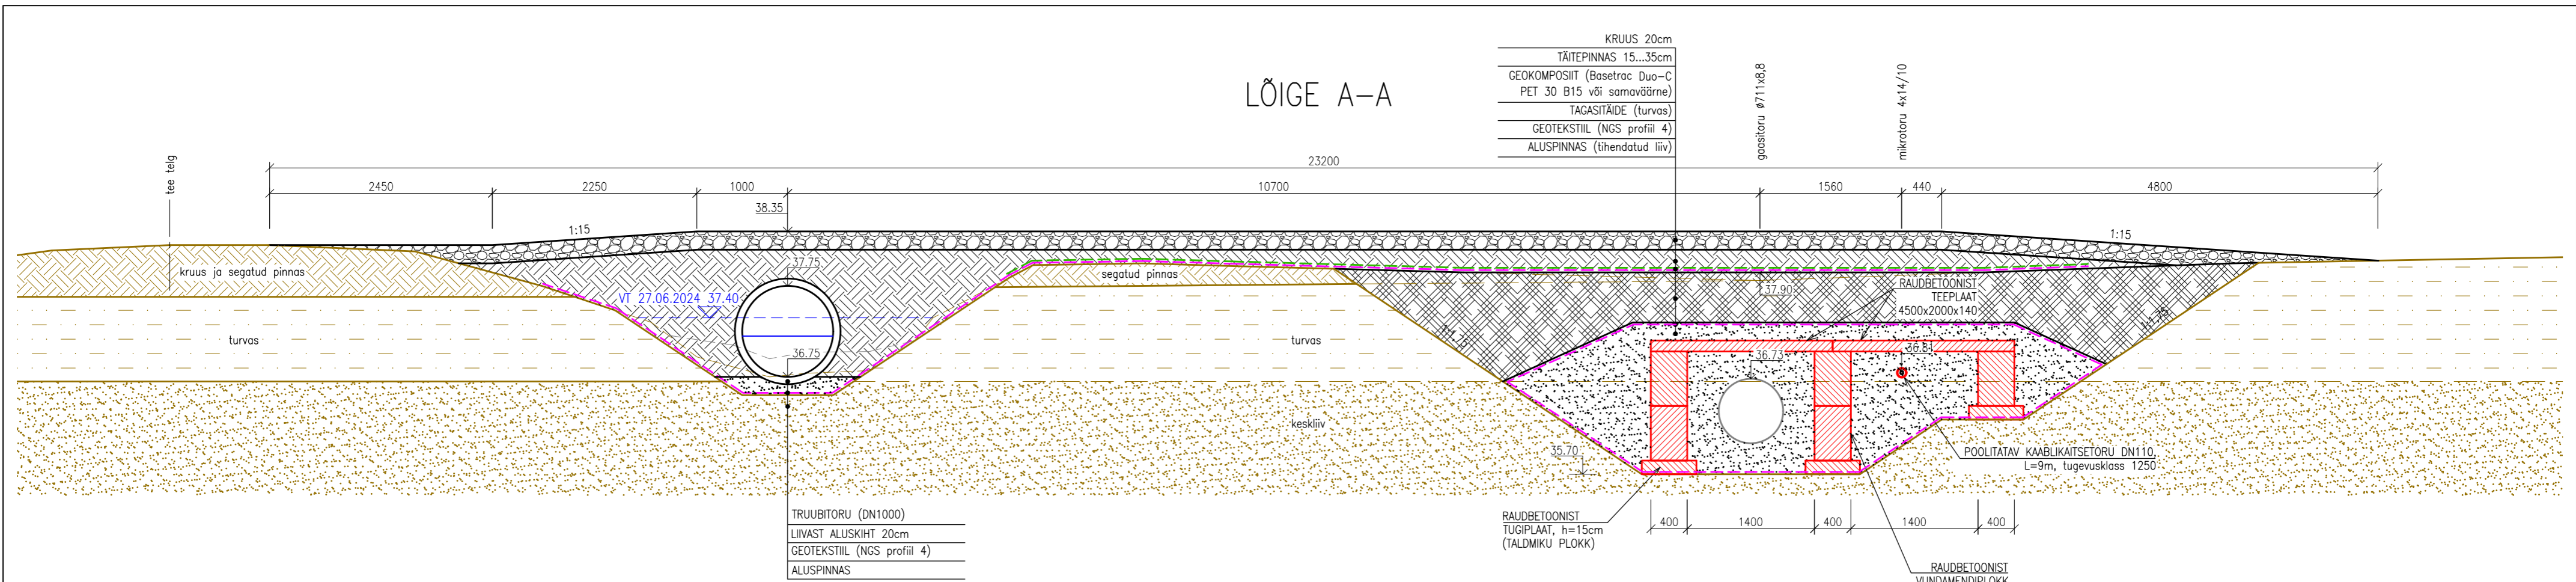 LÕIGE A-A
KRUUS 20cm
TÄITEPINNAS 15...35cm
GEOKOMPOSIIT (Basetrac Duo-C
PET 30 B15 või samaväärne)
TAGASITÄIDE (turvas)
GEOTEKSTIIL (NGS profiil 4)
ALUSPINNAS (tihendatud liiv)
gaasitoru ø711x8,8
mikrotoru 4x14/10
tee telg
23200
2450
2250
1000
10700
1560
440
4800
38.35
1:15
1:15
kruus ja segatud pinnas
37.75
segatud pinnas
37.90
RAUDBETOONIST
TEEPLAAT
4500x2000x140
VT 27.06.2024 37.40
1:1.75
turvas
36.75
turvas
36.73
36.81
keskliiv
35.70
POOLITATAV KAABLIKAITSETORU DN110,
L=9m, tugevusklass 1250
TRUUBITORU (DN1000)
LIIVAST ALUSKIHT 20cm
GEOTEKSTIIL (NGS profiil 4)
ALUSPINNAS
RAUDBETOONIST
TUGIPLAAT, h=15cm
(TALDMIKU PLOKK)
400
1400
400
1400
400
RAUDBETOONIST
VUNDAMENDIPLOKK